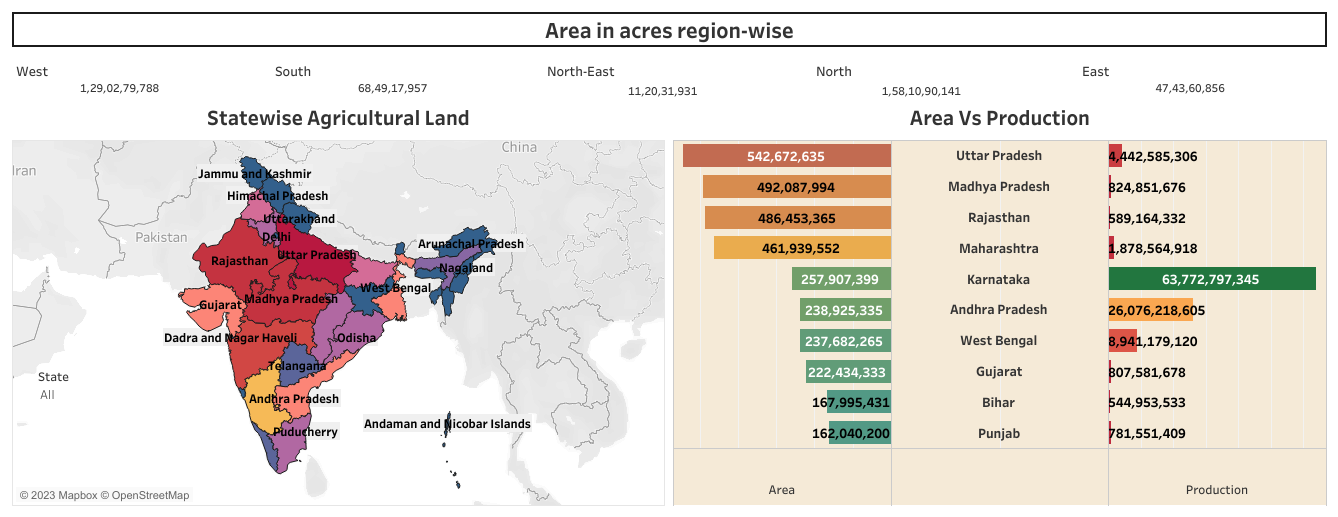 Area in acres region-wise
West South North-East North East
1,29,02,79,788 68,49,17,957 11,20,31,931 1,58,10,90,141 47,43,60,856
Statewise Agricultural Land
China
Iran
Jammu and Kashmir
Himachal Pradesh
Uttarakhand
Pakistan
Delhi
Arunachal Pradesh
Uttar Pradesh
Rajasthan
Nagaland
West Bengal
Gujarat
Madhya Pradesh
Dadra and Nagar Haveli
Odisha
Telangana
State
All
Andhra Pradesh
Andaman and Nicobar Islands
Puducherry
© 2023 Mapbox © OpenStreetMap
Area Vs Production
542,672,635 Uttar Pradesh 4,442,585,306
492,087,994 Madhya Pradesh 824,851,676
486,453,365 Rajasthan 589,164,332
461,939,552 Maharashtra 1,878,564,918
257,907,399 Karnataka 63,772,797,345
238,925,335 Andhra Pradesh 26,076,218,605
237,682,265 West Bengal 8,941,179,120
222,434,333 Gujarat 807,581,678
167,995,431 Bihar 544,953,533
162,040,200 Punjab 781,551,409
Area Production